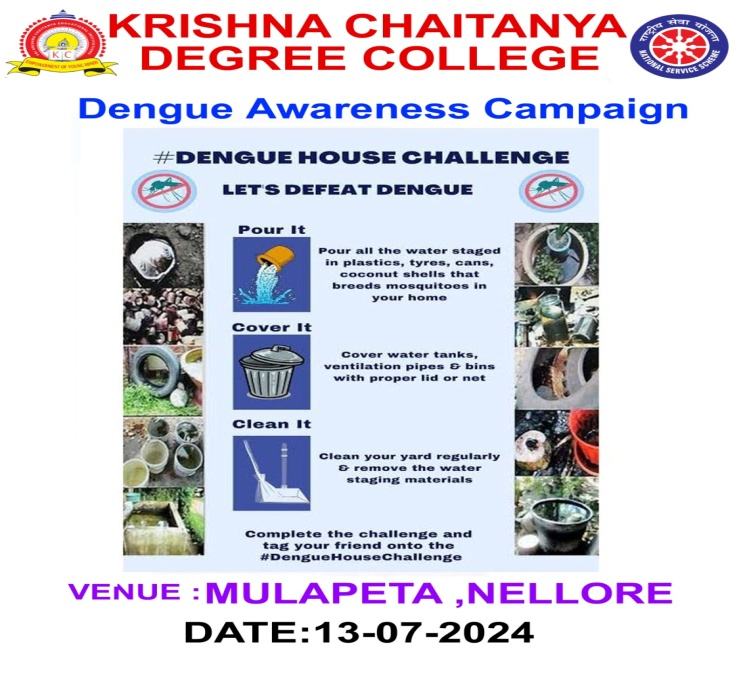 KRISHNA CHAITANYA
DEGREE COLLEGE
K C
EMPOWERMENT OF YOUNG MINDS
राष्ट्रीय सेवा योजना
NATIONAL SERVICE SCHEME
Dengue Awareness Campaign
#DENGUE HOUSE CHALLENGE
LET'S DEFEAT DENGUE
Pour It
Pour all the water staged
in plastics, tyres, cans,
coconut shells that
breeds mosquitoes in
your home
Cover It
Cover water tanks,
ventilation pipes & bins
with proper lid or net
Clean It
Clean your yard regularly
& remove the water
staging materials
Complete the challenge and
tag your friend onto the
#DengueHouseChallenge
VENUE : MULAPETA ,NELLORE
DATE:13-07-2024